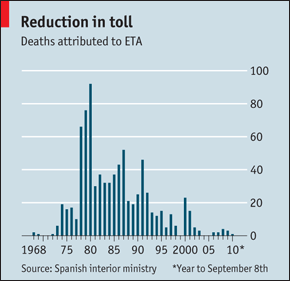 Reduction in toll
Deaths attributed to ETA
100
80
60
40
20
0
1968 75 80 85 90 95 2000 05 10*
Source: Spanish interior ministry *Year to September 8th